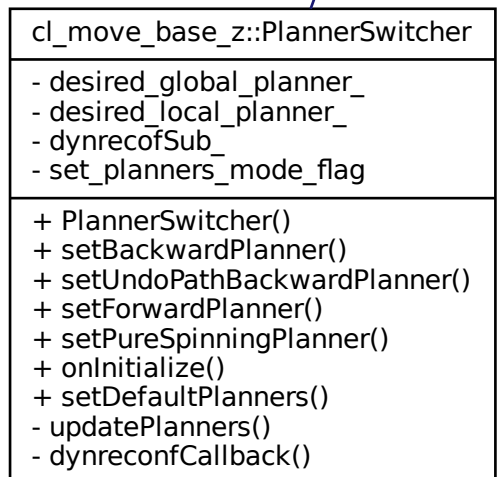 cl_move_base_z::PlannerSwitcher
- desired_global_planner_
- desired_local_planner_
- dynrecofSub_
- set_planners_mode_flag
+ PlannerSwitcher()
+ setBackwardPlanner()
+ setUndoPathBackwardPlanner()
+ setForwardPlanner()
+ setPureSpinningPlanner()
+ onInitialize()
+ setDefaultPlanners()
- updatePlanners()
- dynreconfCallback()